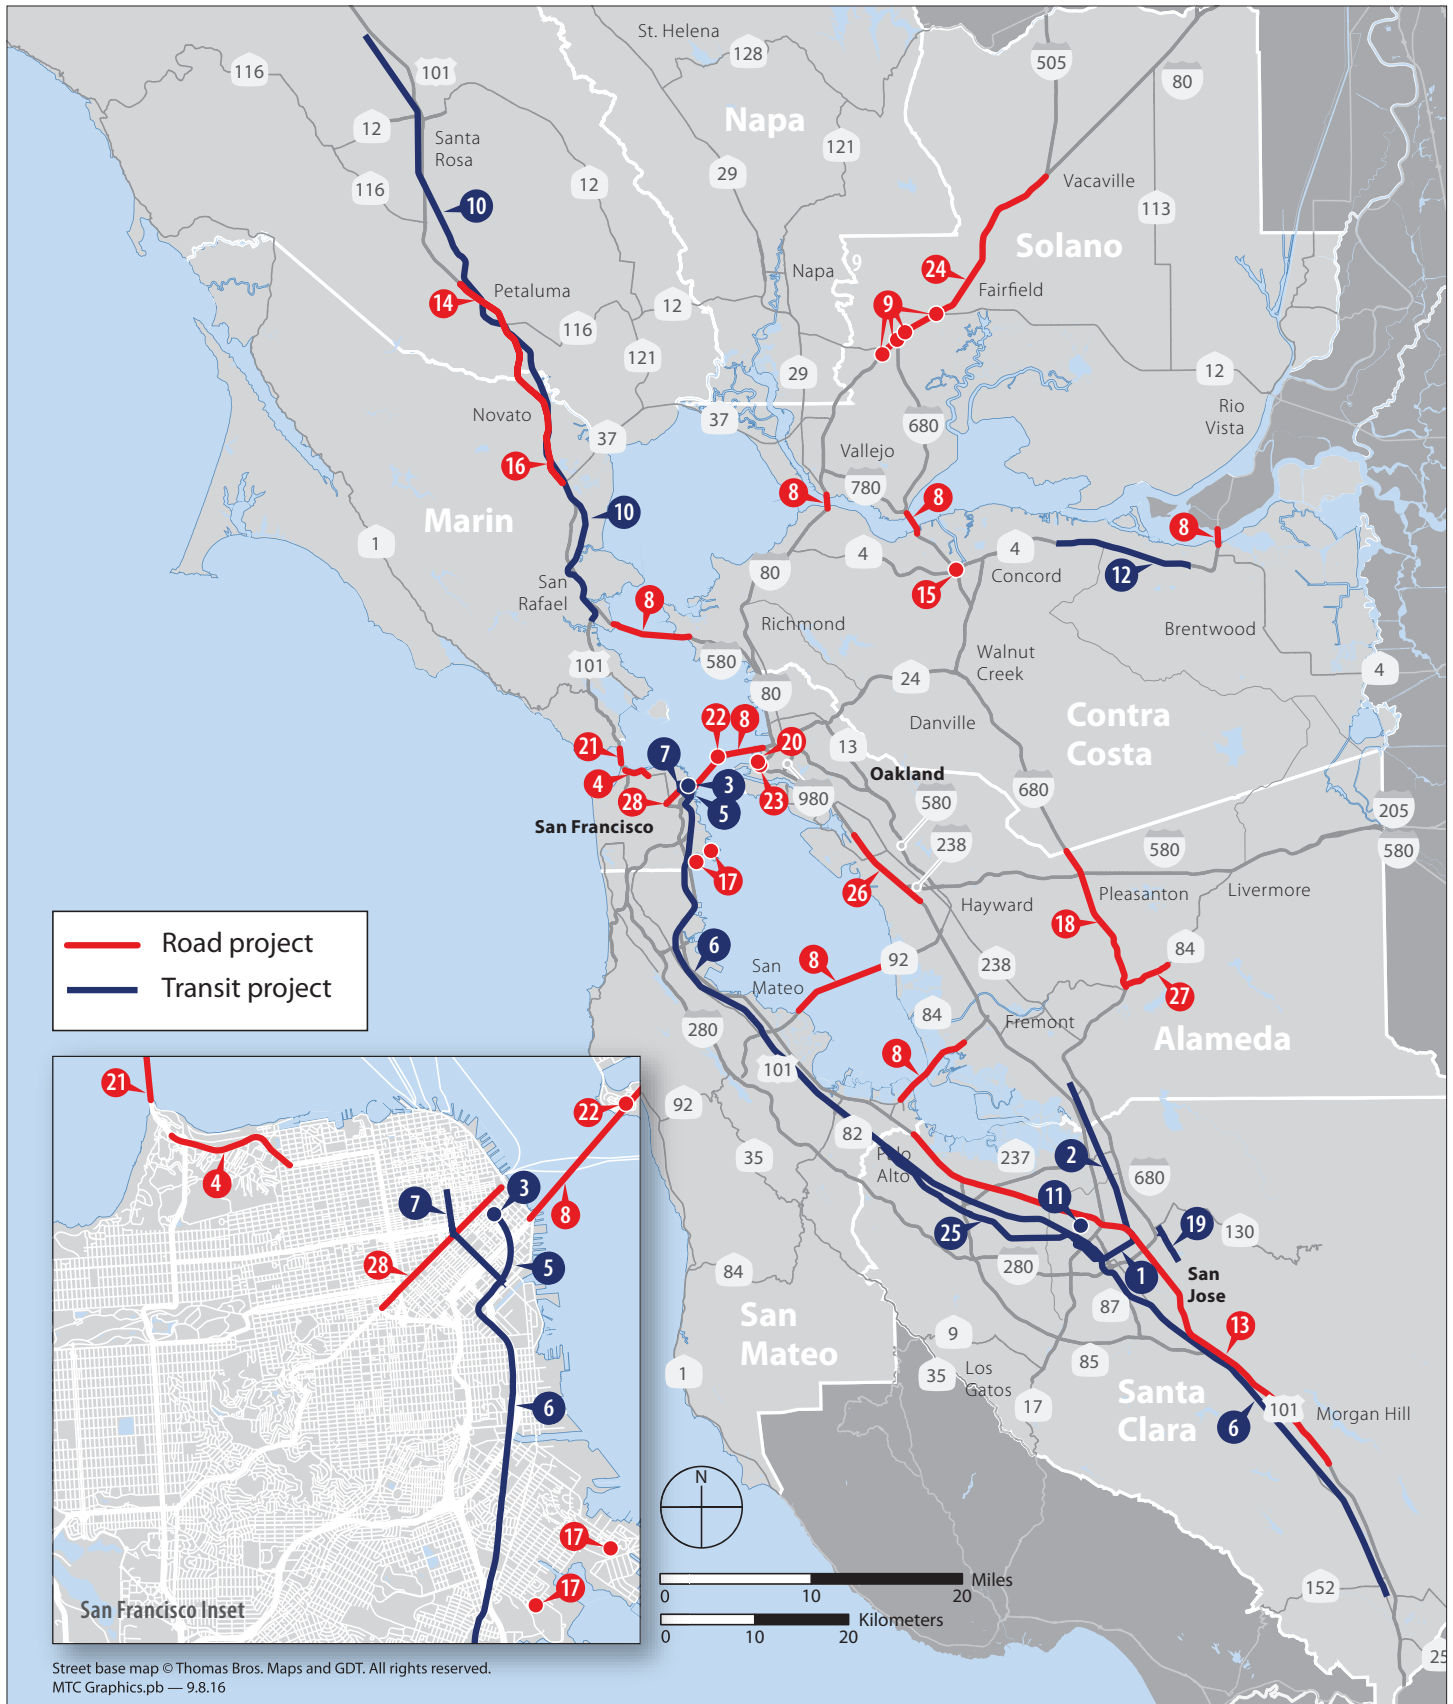 St. Helena
128
505
80
116
101
Napa
12
Santa
Rosa
121
29
116
12
Vacaville
113
10
Solano
9
24
Napa
Fairfield
14
Petaluma
12
9
116
121
29
12
Rio
Vista
Novato
37
37
680
Vallejo
16
780
8
8
Marin
10
8
1
4
4
Concord
12
80
15
San
Rafael
8
Richmond
Brentwood
101
580
Walnut
Creek
4
24
80
Contra
Costa
Danville
22
8
20
13
21
7
Oakland
4
3
28
5
23
980
580
680
205
San Francisco
238
580
580
17
26
Hayward
Pleasanton
Livermore
18
Road project
6
84
Transit project
San
Mateo
8
92
238
27
84
Fremont
Alameda
280
8
101
92
82
21
22
2
35
Palo
Alto
237
680
4
3
11
7
8
25
19
130
28
5
280
1
San
Jose
84
87
San
Mateo
13
9
85
1
35
Los
Gatos
Santa
Clara
17
6
101
Morgan Hill
6
N
17
Miles
0
10
20
152
17
San Francisco Inset
Kilometers
0
10
20
25
Street base map © Thomas Bros. Maps and GDT. All rights reserved.
MTC Graphics.pb — 9.8.16